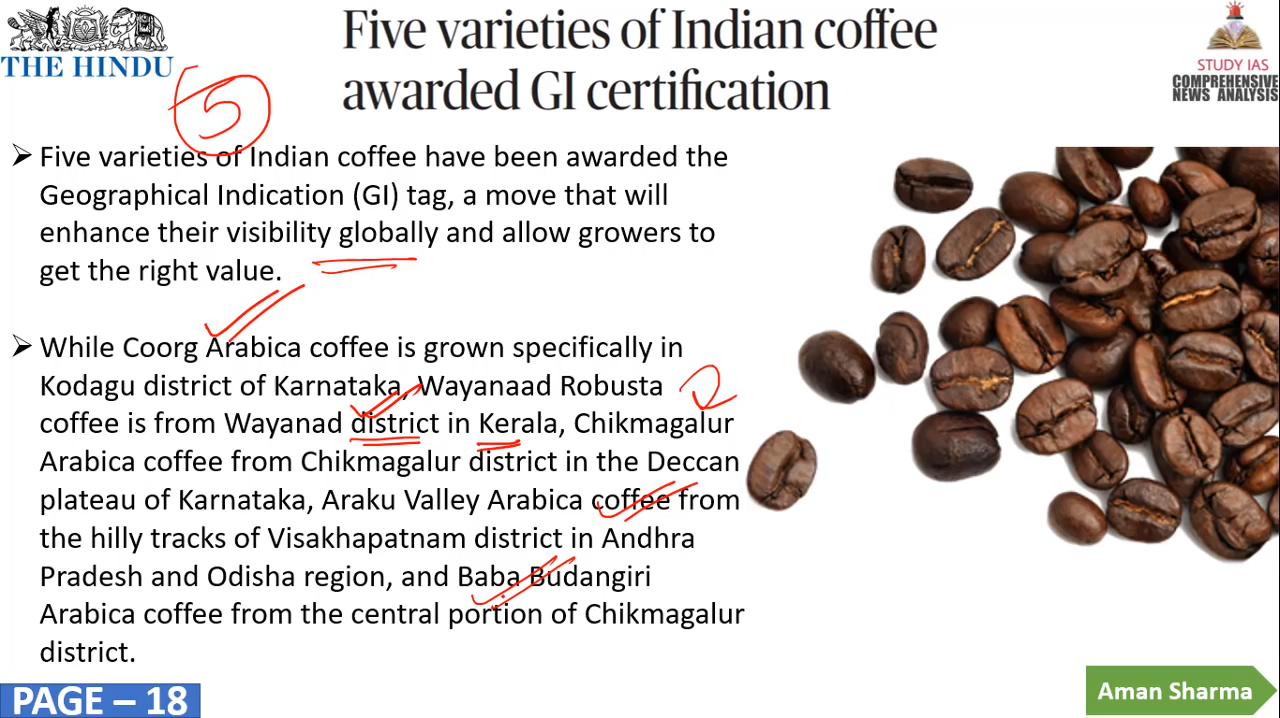 THE HINDU
Five varieties of Indian coffee
awarded GI certification
STUDY IAS
COMPREHENSIVE
NEWS ANALYSIS
5
➢ Five varieties of Indian coffee have been awarded the
Geographical Indication (GI) tag, a move that will
enhance their visibility globally and allow growers to
get the right value.
➢ While Coorg Arabica coffee is grown specifically in
Kodagu district of Karnataka, Wayanaad Robusta
coffee is from Wayanad district in Kerala, Chikmagalur
Arabica coffee from Chikmagalur district in the Deccan
plateau of Karnataka, Araku Valley Arabica coffee from
the hilly tracks of Visakhapatnam district in Andhra
Pradesh and Odisha region, and Baba Budangiri
Arabica coffee from the central portion of Chikmagalur
district.
PAGE – 18
Aman Sharma